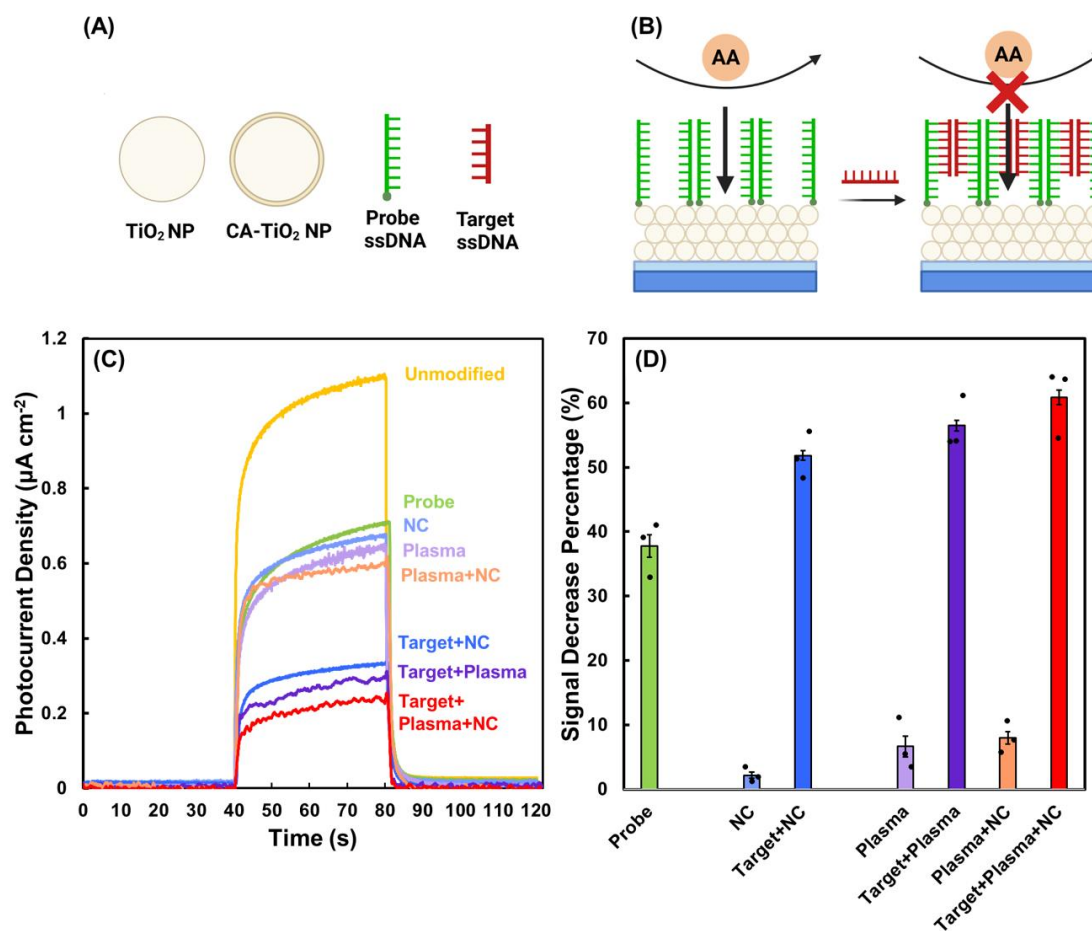 (A)
TiO₂ NP
CA-TiO₂ NP
Probe
ssDNA
Target
ssDNA
(B)
AA
AA
(C)
Photocurrent Density (µA cm⁻²)
1.2
1
0.8
0.6
0.4
0.2
0
Unmodified
Probe
NC
Plasma
Plasma+NC
Target+NC
Target+Plasma
Target+
Plasma+NC
0 10 20 30 40 50 60 70 80 90 100 110 120
Time (s)
(D)
Signal Decrease Percentage (%)
70
60
50
40
30
20
10
0
Probe
NC
Target+NC
Plasma
Target+Plasma
Plasma+NC
Target+Plasma+NC